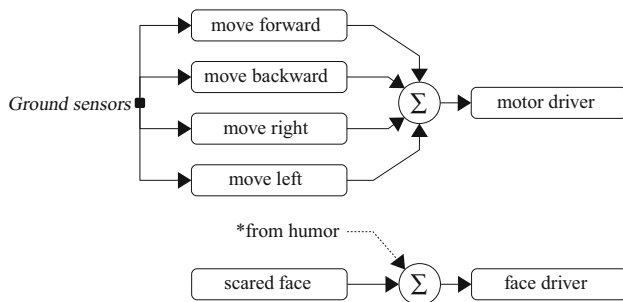 move forward
move backward
Ground sensors
Σ
motor driver
move right
move left
*from humor
scared face
Σ
face driver